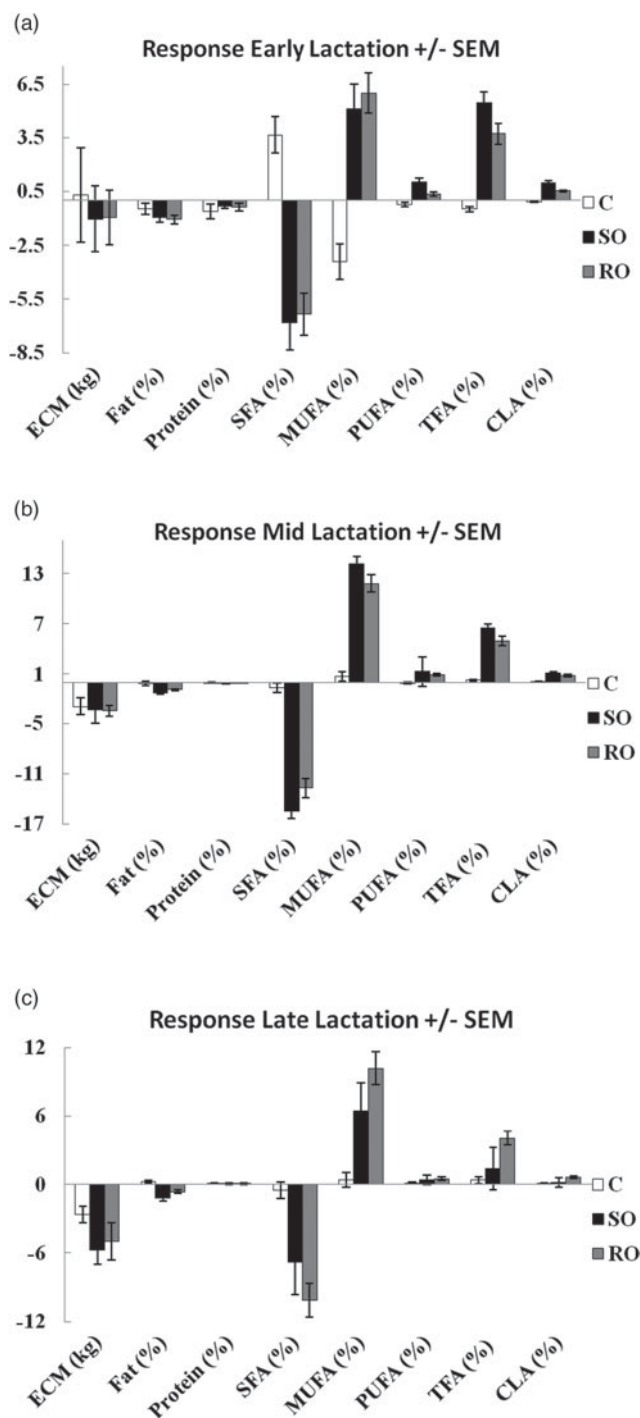 (a)
Response Early Lactation +/- SEM
6.5
3.5
0.5
-2.5
-5.5
-8.5
C
SO
RO
ECM (kg)
Fat (%)
Protein (%)
SFA (%)
MUFA (%)
PUFA (%)
TFA (%)
CLA (%)
(b)
Response Mid Lactation +/- SEM
13
7
1
-5
-11
-17
C
SO
RO
ECM (kg)
Fat (%)
Protein (%)
SFA (%)
MUFA (%)
PUFA (%)
TFA (%)
CLA (%)
(c)
Response Late Lactation +/- SEM
12
6
0
-6
-12
C
SO
RO
ECM (kg)
Fat (%)
Protein (%)
SFA (%)
MUFA (%)
PUFA (%)
TFA (%)
CLA (%)